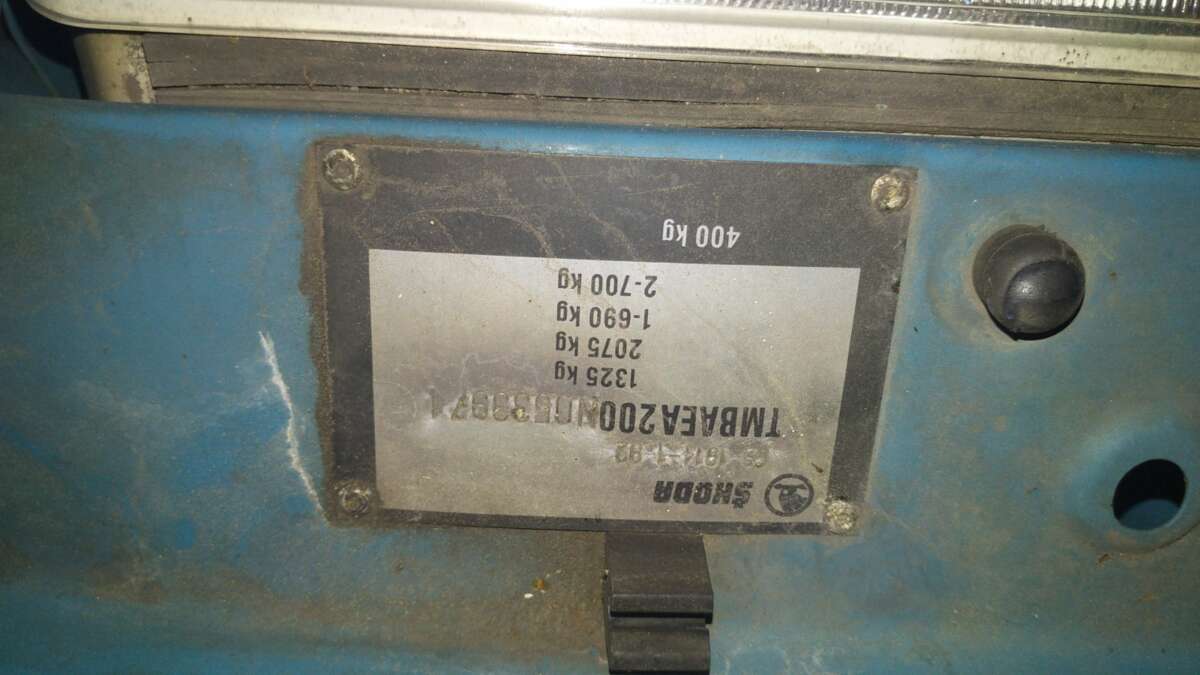 ŠKODA
TMBAEA200N
1325 kg
2075 kg
1-690 kg
2-700 kg
400 kg